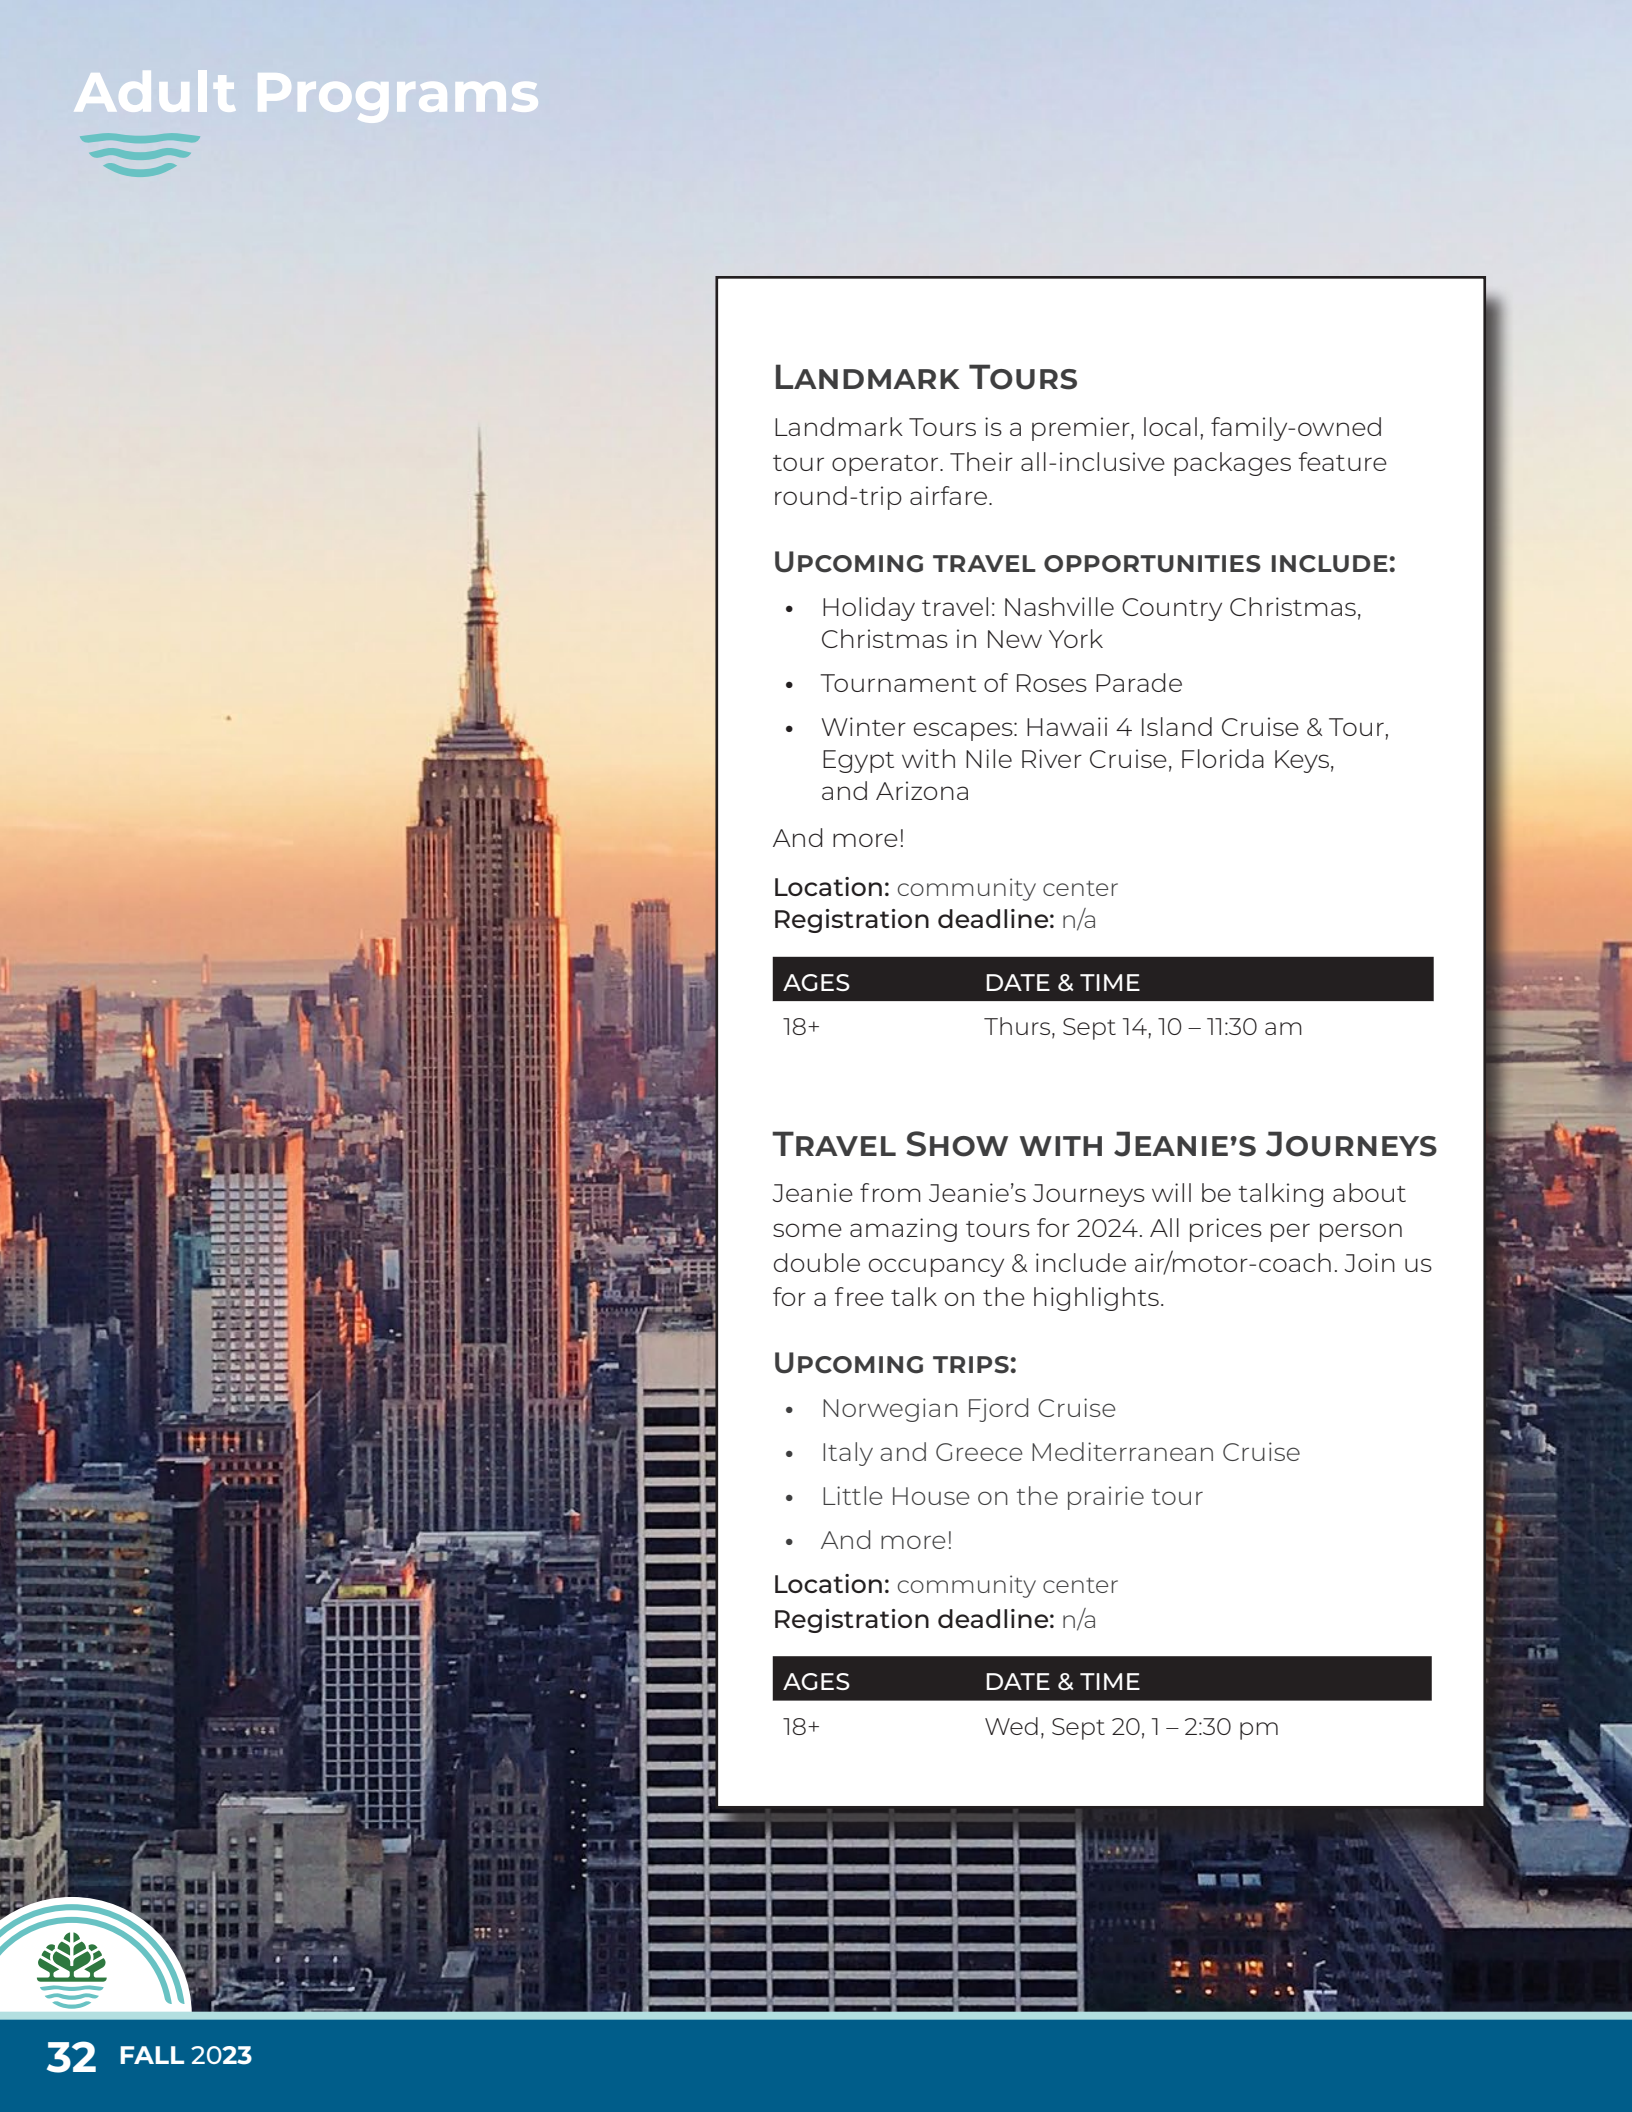 Adult Programs
Landmark Tours
Landmark Tours is a premier, local, family-owned
tour operator. Their all-inclusive packages feature
round-trip airfare.
Upcoming travel opportunities include:
• Holiday travel: Nashville Country Christmas,
Christmas in New York
• Tournament of Roses Parade
• Winter escapes: Hawaii 4 Island Cruise & Tour,
Egypt with Nile River Cruise, Florida Keys,
and Arizona
And more!
Location: community center
Registration deadline: n/a
AGES DATE & TIME
18+ Thurs, Sept 14, 10 – 11:30 am
Travel Show with Jeanie’s Journeys
Jeanie from Jeanie’s Journeys will be talking about
some amazing tours for 2024. All prices per person
double occupancy & include air/motor-coach. Join us
for a free talk on the highlights.
Upcoming trips:
• Norwegian Fjord Cruise
• Italy and Greece Mediterranean Cruise
• Little House on the prairie tour
• And more!
Location: community center
Registration deadline: n/a
AGES DATE & TIME
18+ Wed, Sept 20, 1 – 2:30 pm
32 FALL 2023